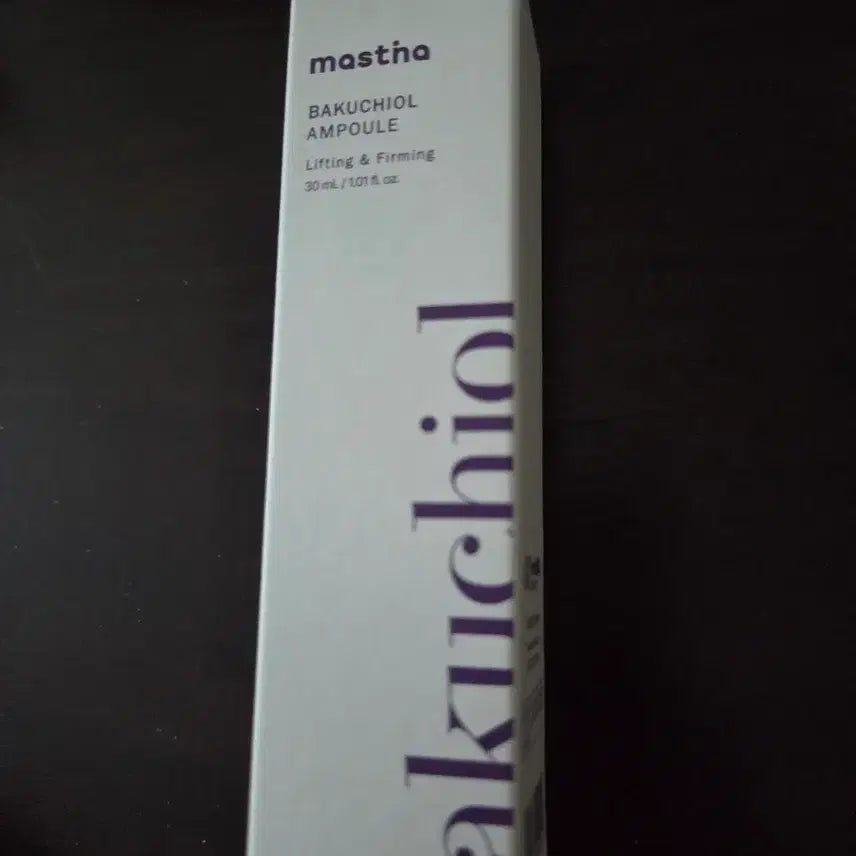 mastina
BAKUCHIOL
AMPOULE
Lifting & Firming
30 mL / 1.01 fl. oz.
akuchiol